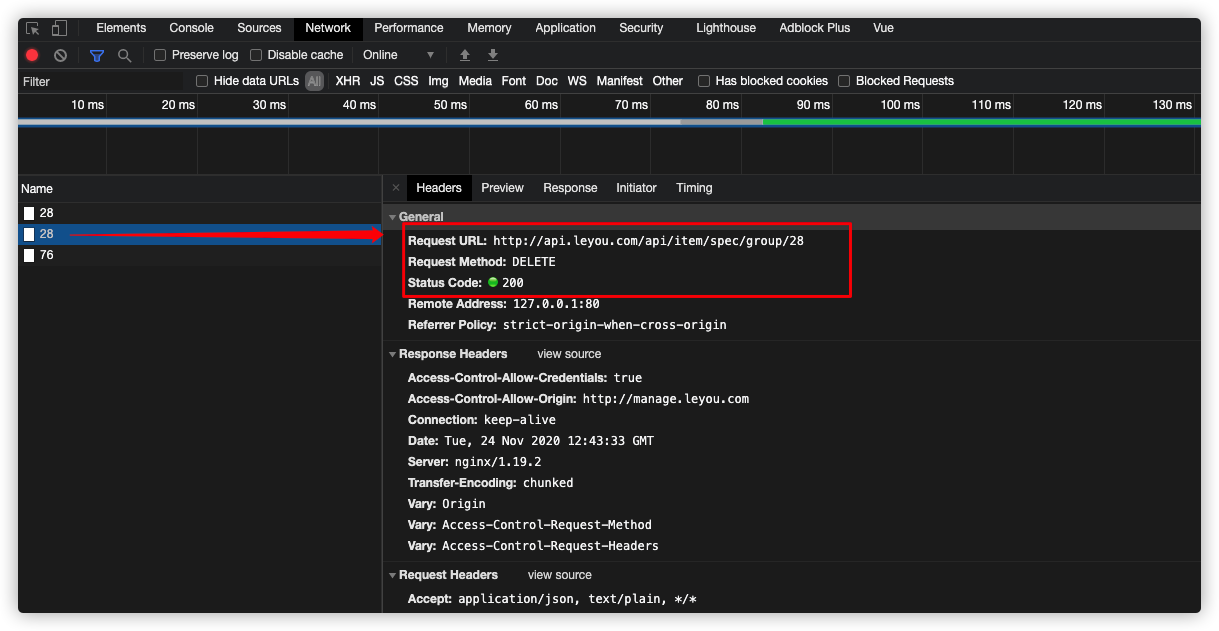 Elements Console Sources Network Performance Memory Application Security Lighthouse Adblock Plus Vue
Preserve log Disable cache Online
Filter Hide data URLs All XHR JS CSS Img Media Font Doc WS Manifest Other Has blocked cookies Blocked Requests
10 ms 20 ms 30 ms 40 ms 50 ms 60 ms 70 ms 80 ms 90 ms 100 ms 110 ms 120 ms 130 ms
Name
28
28
76
× Headers Preview Response Initiator Timing
General
Request URL: http://api.leyou.com/api/item/spec/group/28
Request Method: DELETE
Status Code: 200
Remote Address: 127.0.0.1:80
Referrer Policy: strict-origin-when-cross-origin
Response Headers view source
Access-Control-Allow-Credentials: true
Access-Control-Allow-Origin: http://manage.leyou.com
Connection: keep-alive
Date: Tue, 24 Nov 2020 12:43:33 GMT
Server: nginx/1.19.2
Transfer-Encoding: chunked
Vary: Origin
Vary: Access-Control-Request-Method
Vary: Access-Control-Request-Headers
Request Headers view source
Accept: application/json, text/plain, */*